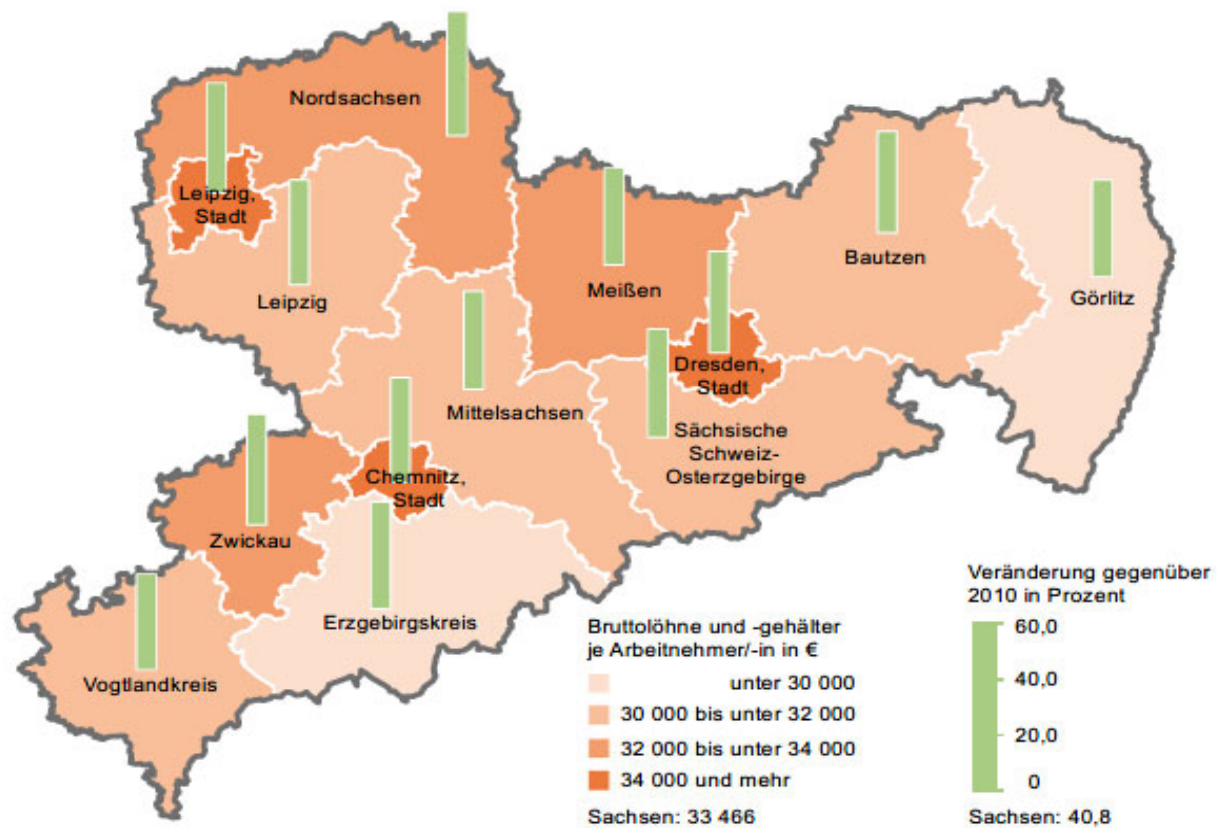 Nordsachsen
Leipzig,
Stadt
Leipzig
Meißen
Bautzen
Görlitz
Dresden,
Stadt
Mittelsachsen
Sächsische
Schweiz-
Osterzgebirge
Chemnitz,
Stadt
Zwickau
Erzgebirgskreis
Vogtlandkreis
Bruttolöhne und -gehälter
je Arbeitnehmer/-in in €
unter 30 000
30 000 bis unter 32 000
32 000 bis unter 34 000
34 000 und mehr
Sachsen: 33 466
Veränderung gegenüber
2010 in Prozent
60,0
40,0
20,0
0
Sachsen: 40,8